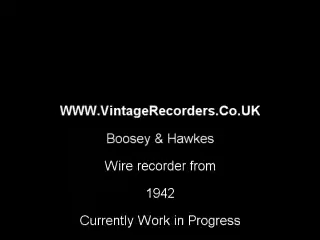 WWW.VintageRecorders.Co.UK
Boosey & Hawkes
Wire recorder from
1942
Currently Work in Progress